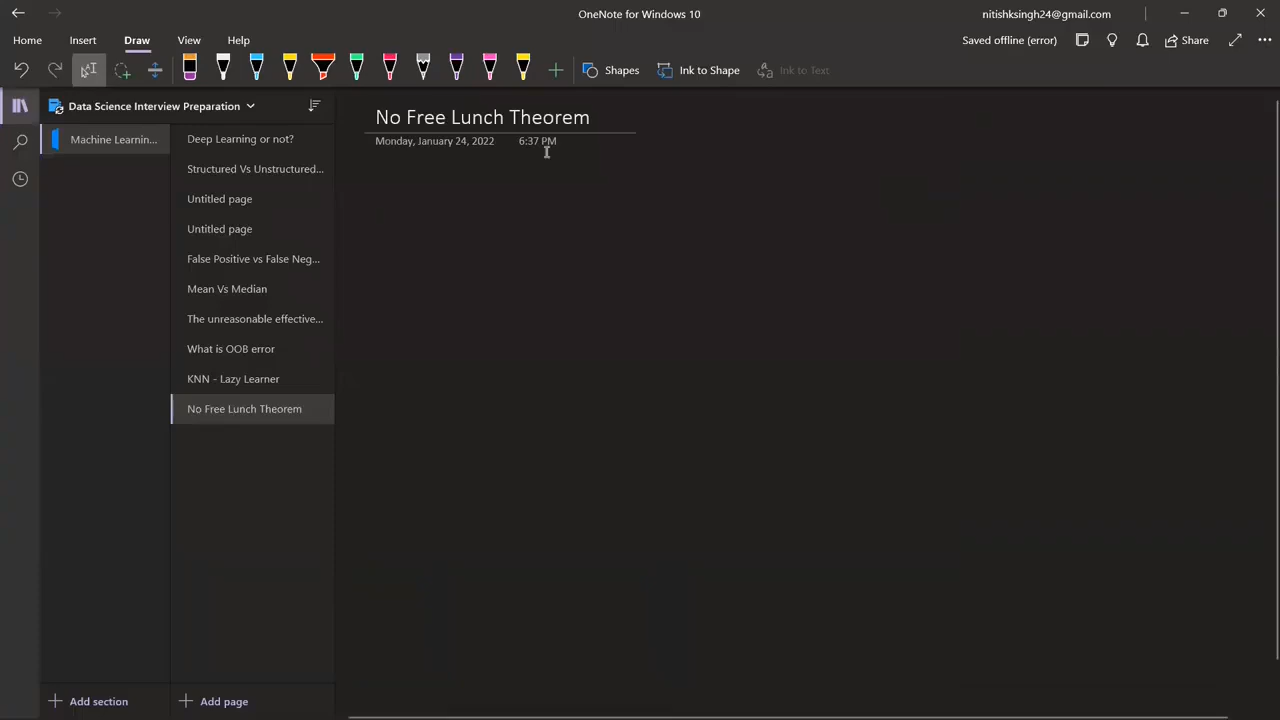 OneNote for Windows 10
nitishksingh24@gmail.com
Home
Insert
Draw
View
Help
Saved offline (error)
Share
Shapes
Ink to Shape
Ink to Text
Data Science Interview Preparation
Machine Learnin...
Deep Learning or not?
Structured Vs Unstructured...
Untitled page
Untitled page
False Positive vs False Neg...
Mean Vs Median
The unreasonable effective...
What is OOB error
KNN - Lazy Learner
No Free Lunch Theorem
No Free Lunch Theorem
Monday, January 24, 2022 6:37 PM
Add section
Add page